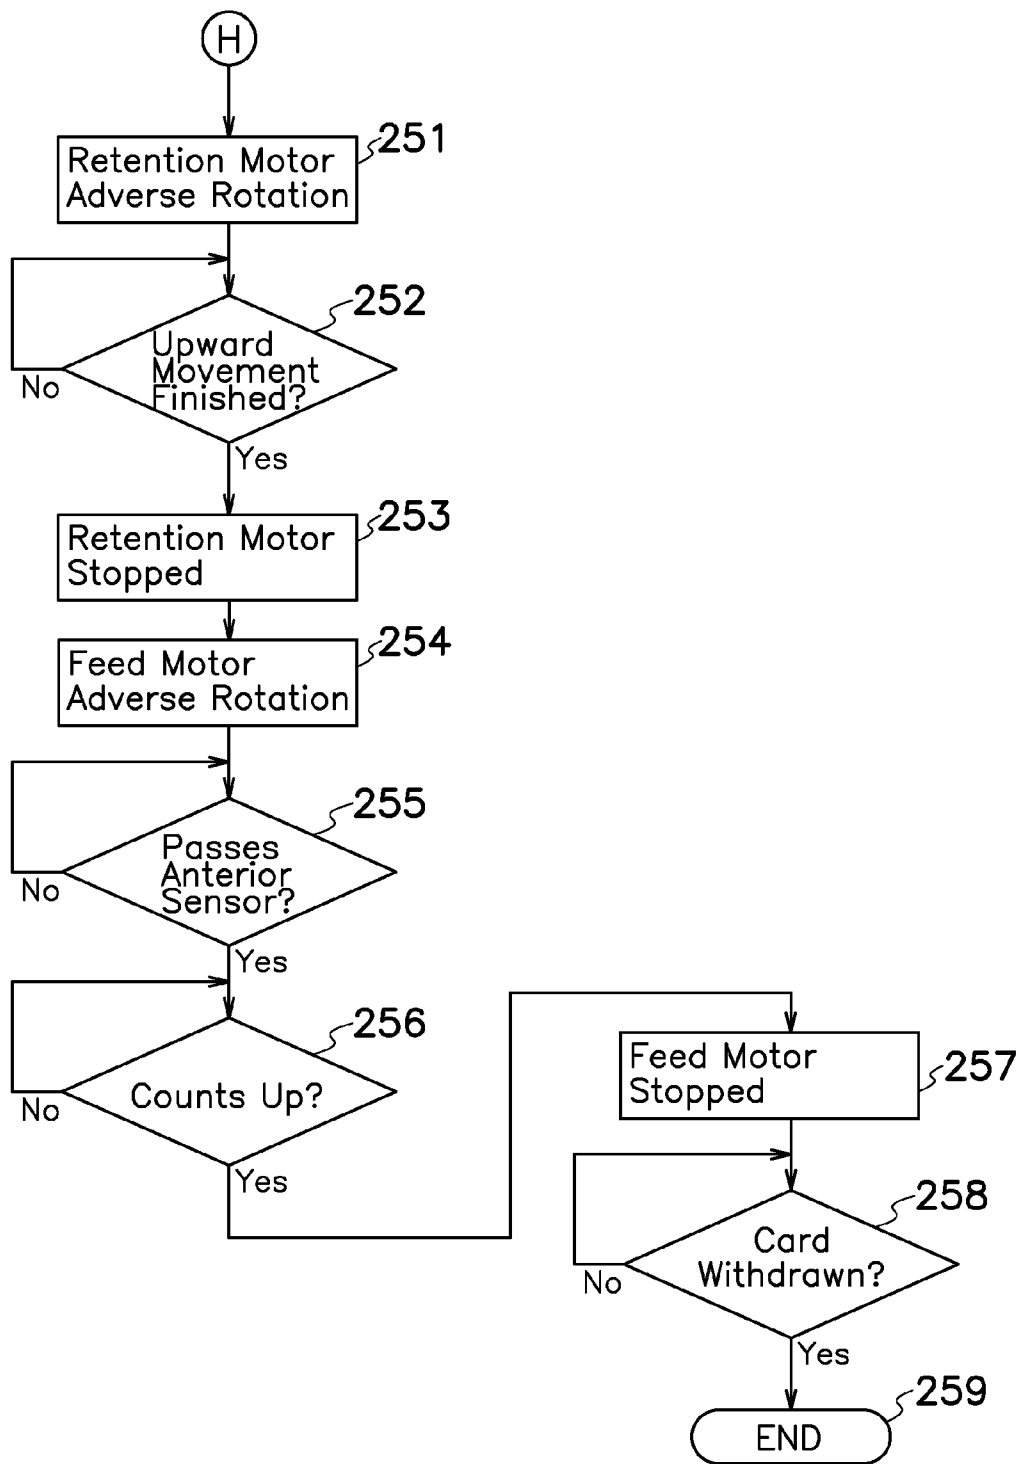 H
251
Retention Motor
Adverse Rotation
252
Upward
Movement
Finished?
No
Yes
253
Retention Motor
Stopped
254
Feed Motor
Adverse Rotation
255
Passes
Anterior
Sensor?
No
Yes
256
Counts Up?
No
Yes
257
Feed Motor
Stopped
258
Card
Withdrawn?
No
Yes
259
END